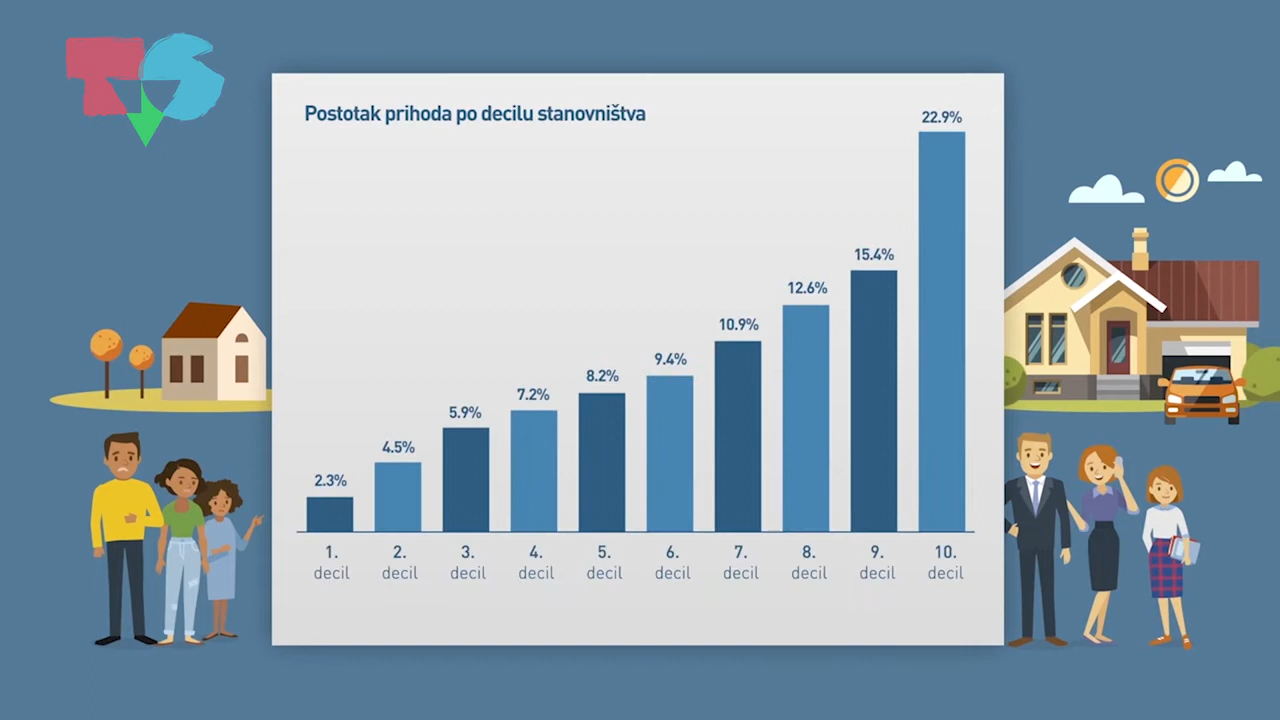 TS
Postotak prihoda po decilu stanovništva
2.3%
4.5%
5.9%
7.2%
8.2%
9.4%
10.9%
12.6%
15.4%
22.9%
1. 2. 3. 4. 5. 6. 7. 8. 9. 10.
decil decil decil decil decil decil decil decil decil decil